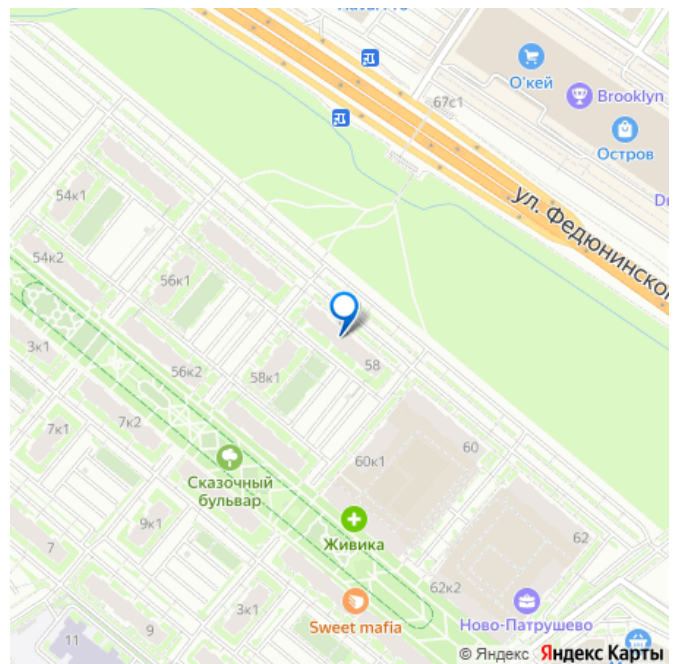 О'кей
Brooklyn
67с1
Остров
ул. Федюнинског
54к1
54к2
56к1
58
3к1
56к2
58к1
7к2
7к1
60
60к1
Сказочный
бульвар
9к1
Живика
7
62
62к2
3к1
Ново-Патрушево
9
Sweet mafia
11
© Яндекс Яндекс Карты